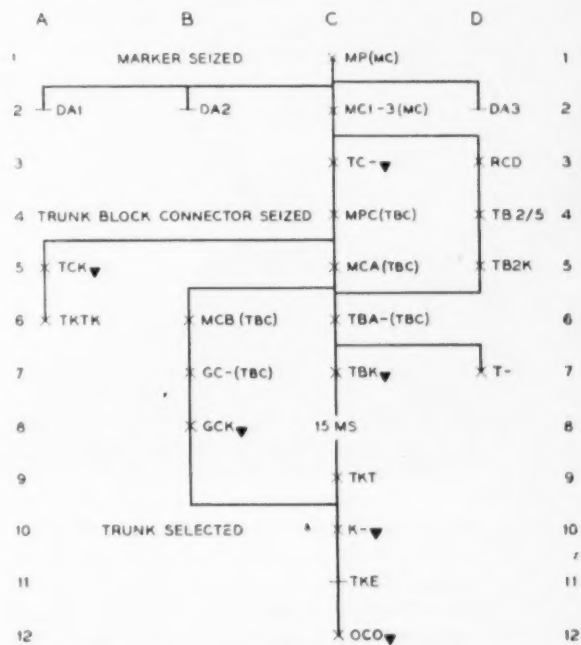 A B C D
1 MARKER SEIZED MP(MC) 1
2 DA1 DA2 MC1-3(MC) DA3 2
3 TC- RCD 3
4 TRUNK BLOCK CONNECTOR SEIZED MPC(TBC) TB2/5 4
5 TCK MCA(TBC) TB2K 5
6 TKTK MCB(TBC) TBA-(TBC) 6
7 GC-(TBC) TBK T- 7
8 GCK 15 MS 8
9 TKT 9
10 TRUNK SELECTED K- 10
11 TKE 11
12 OCO 12